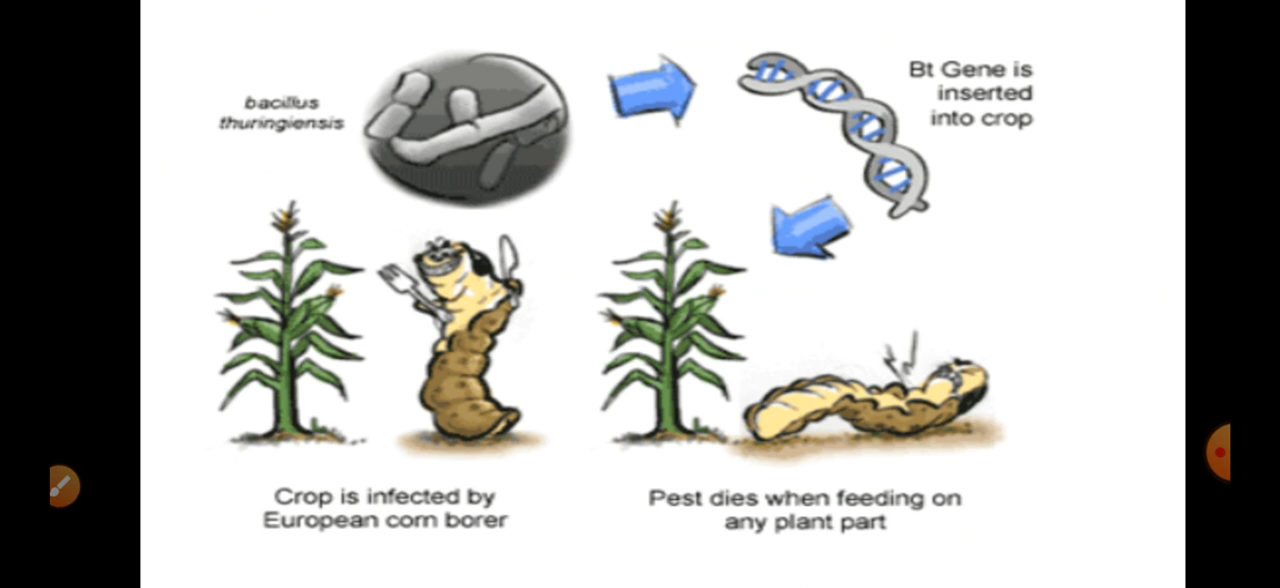 bacillus
thuringiensis
Bt Gene is
inserted
into crop
Crop is infected by
European corn borer
Pest dies when feeding on
any plant part